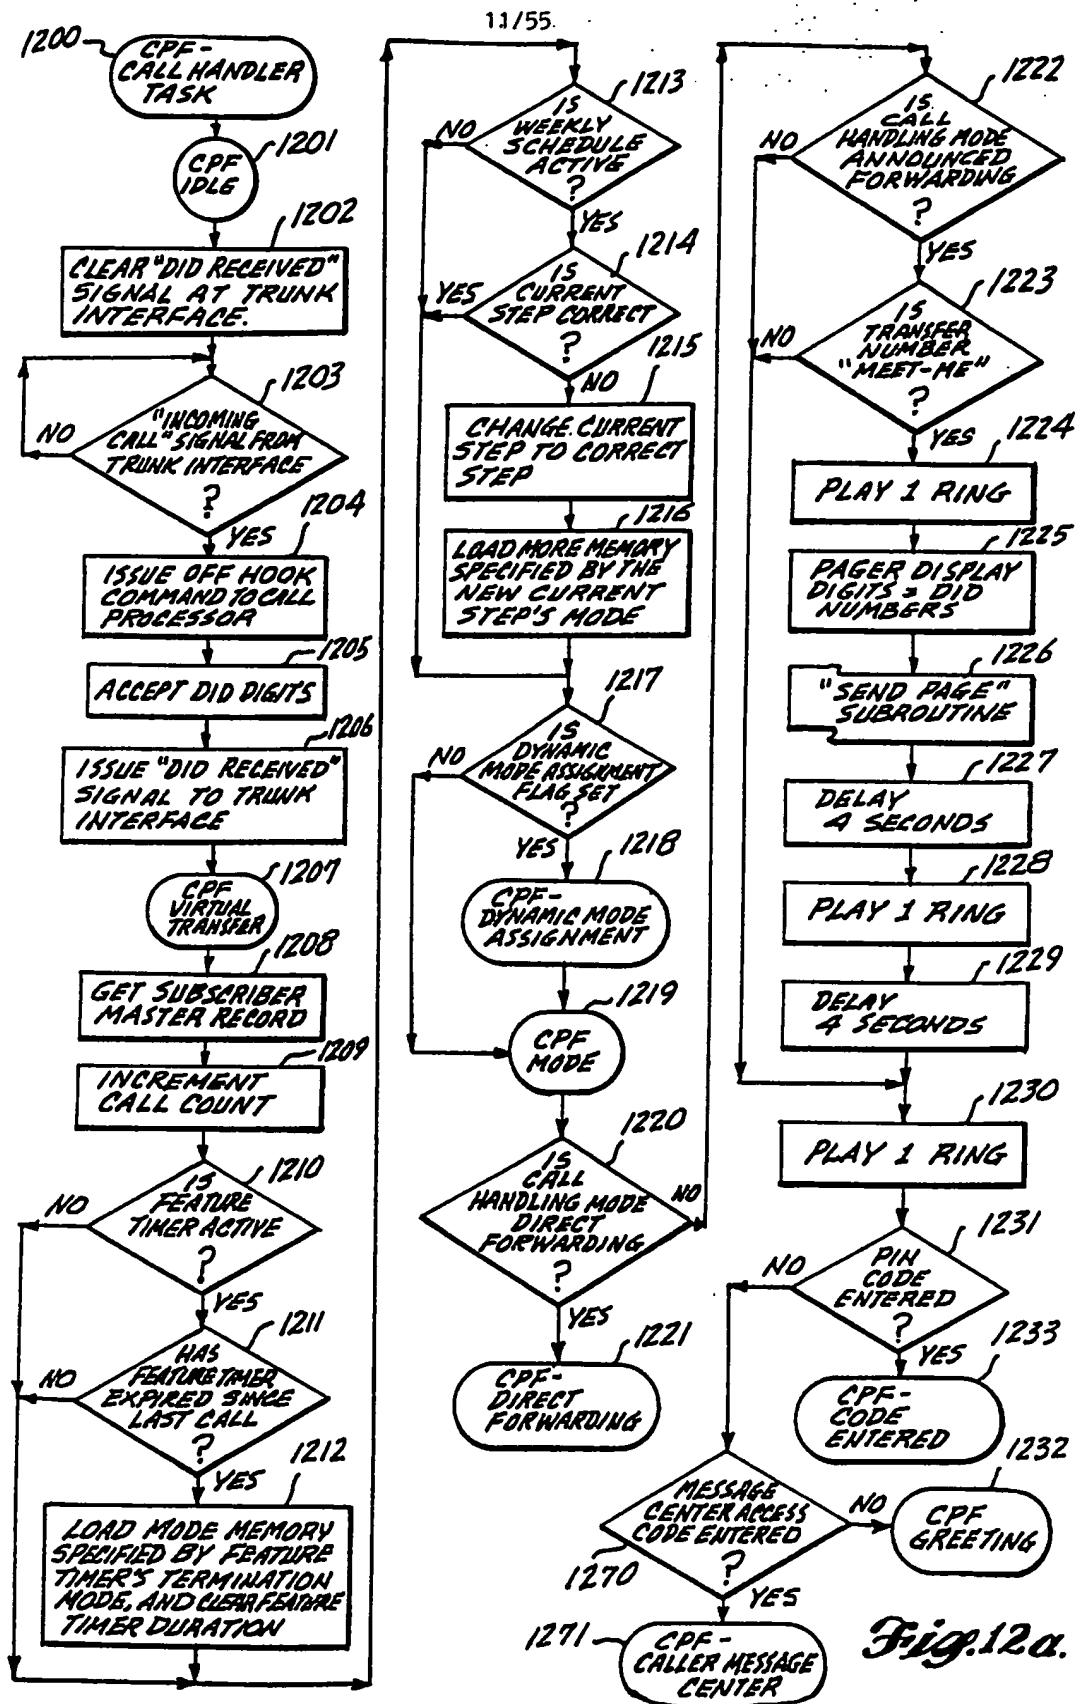 11/55
1200
CPF-
CALL HANDLER
TASK
1201
CPF
IDLE
1202
CLEAR "DID RECEIVED"
SIGNAL AT TRUNK
INTERFACE.
1203
"INCOMING
CALL" SIGNAL FROM
TRUNK INTERFACE
?
NO
YES
1204
ISSUE OFF HOOK
COMMAND TO CALL
PROCESSOR
1205
ACCEPT DID DIGITS
1206
ISSUE "DID RECEIVED"
SIGNAL TO TRUNK
INTERFACE
1207
CPF
VIRTUAL
TRANSFER
1208
GET SUBSCRIBER
MASTER RECORD
1209
INCREMENT
CALL COUNT
1210
IS
FEATURE
TIMER ACTIVE
?
NO
YES
1211
HAS
FEATURE TIMER
EXPIRED SINCE
LAST CALL
?
NO
YES
1212
LOAD MODE MEMORY
SPECIFIED BY FEATURE
TIMER'S TERMINATION
MODE, AND CLEAR FEATURE
TIMER DURATION
1213
IS
WEEKLY
SCHEDULE
ACTIVE
?
NO
YES
1214
IS
CURRENT
STEP CORRECT
?
YES
NO
1215
CHANGE CURRENT
STEP TO CORRECT
STEP
1216
LOAD MORE MEMORY
SPECIFIED BY THE
NEW CURRENT
STEP'S MODE
1217
IS
DYNAMIC
MODE ASSIGNMENT
FLAG SET
?
NO
YES
1218
CPF-
DYNAMIC MODE
ASSIGNMENT
1219
CPF
MODE
1220
IS
CALL
HANDLING MODE
DIRECT
FORWARDING
?
NO
YES
1221
CPF-
DIRECT
FORWARDING
1222
IS
CALL
HANDLING MODE
ANNOUNCED
FORWARDING
?
NO
YES
1223
IS
TRANSFER
NUMBER
"MEET-ME"
?
NO
YES
1224
PLAY 1 RING
1225
PAGER DISPLAY
DIGITS = DID
NUMBERS
1226
"SEND PAGE"
SUBROUTINE
1227
DELAY
4 SECONDS
1228
PLAY 1 RING
1229
DELAY
4 SECONDS
1230
PLAY 1 RING
1231
PIN
CODE
ENTERED
?
NO
YES
1233
CPF-
CODE
ENTERED
1232
CPF
GREETING
MESSAGE
CENTER ACCESS
CODE ENTERED
?
NO
1270
YES
1271
CPF-
CALLER MESSAGE
CENTER
Fig. 12a.